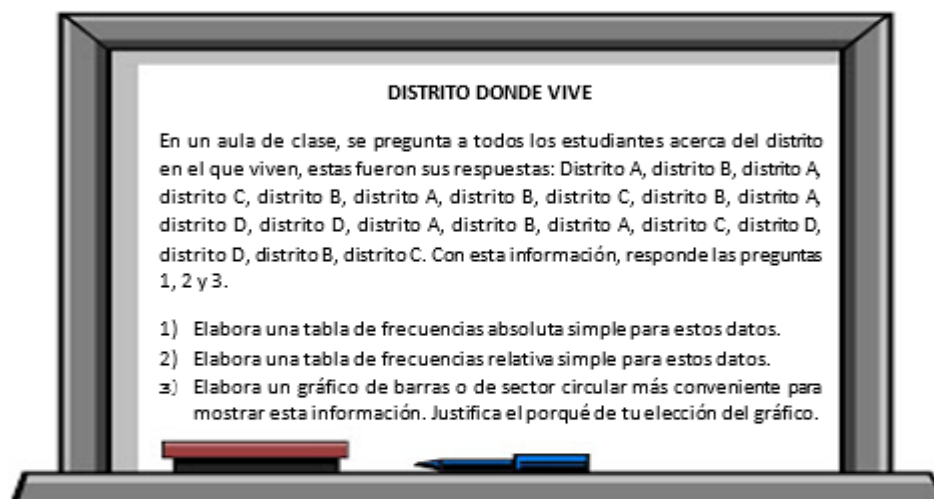 DISTRITO DONDE VIVE
En un aula de clase, se pregunta a todos los estudiantes acerca del distrito
en el que viven, estas fueron sus respuestas: Distrito A, distrito B, distrito A,
distrito C, distrito B, distrito A, distrito B, distrito C, distrito B, distrito A,
distrito D, distrito D, distrito A, distrito B, distrito A, distrito C, distrito D,
distrito D, distrito B, distrito C. Con esta información, responde las preguntas
1, 2 y 3.
1) Elabora una tabla de frecuencias absoluta simple para estos datos.
2) Elabora una tabla de frecuencias relativa simple para estos datos.
3) Elabora un gráfico de barras o de sector circular más conveniente para
mostrar esta información. Justifica el porqué de tu elección del gráfico.